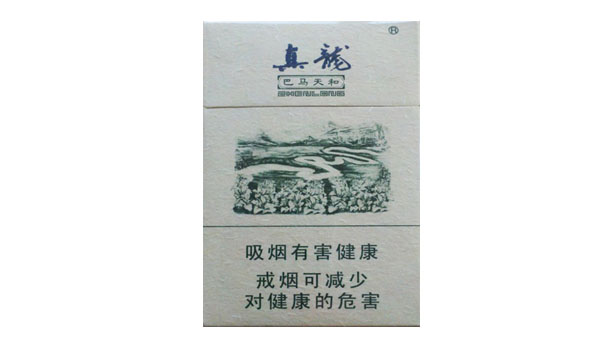 真龍
巴马天和
吸烟有害健康
戒烟可减少
对健康的危害